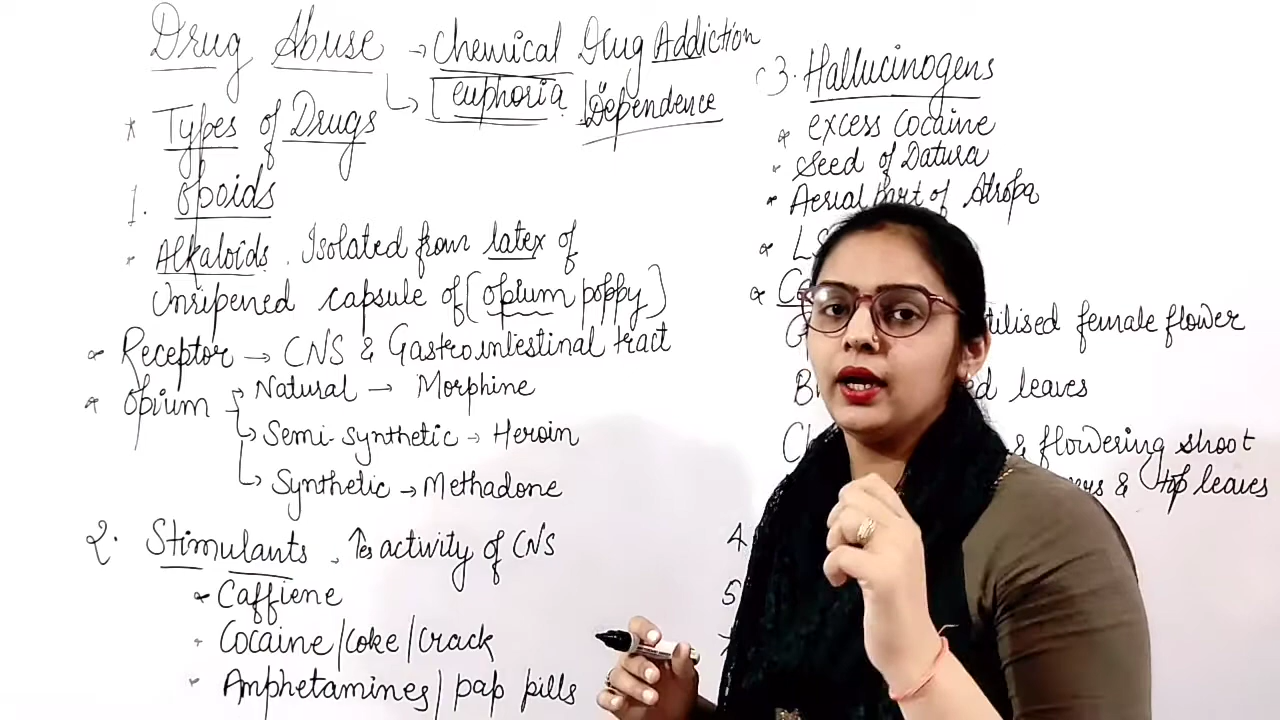 Drug Abuse → Chemical Drug Addiction
[euphoria] Dependence
* Types of Drugs
1. Opoids
Alkaloids. Isolated from latex of
Unripened capsule of (opium poppy)
Receptor → CNS & Gastrointestinal tract
Opium → Natural → Morphine
→ Semi-Synthetic → Heroin
→ Synthetic → Methadone
2. Stimulants, ↑es activity of CNS
Caffiene
Cocaine/Coke/Crack
Amphetamines/pap pills
3. Hallucinogens
excess cocaine
Seed of Datura
Aerial part of Atropa
female flower
leaves
& flowering shoot
& top leaves
4
5